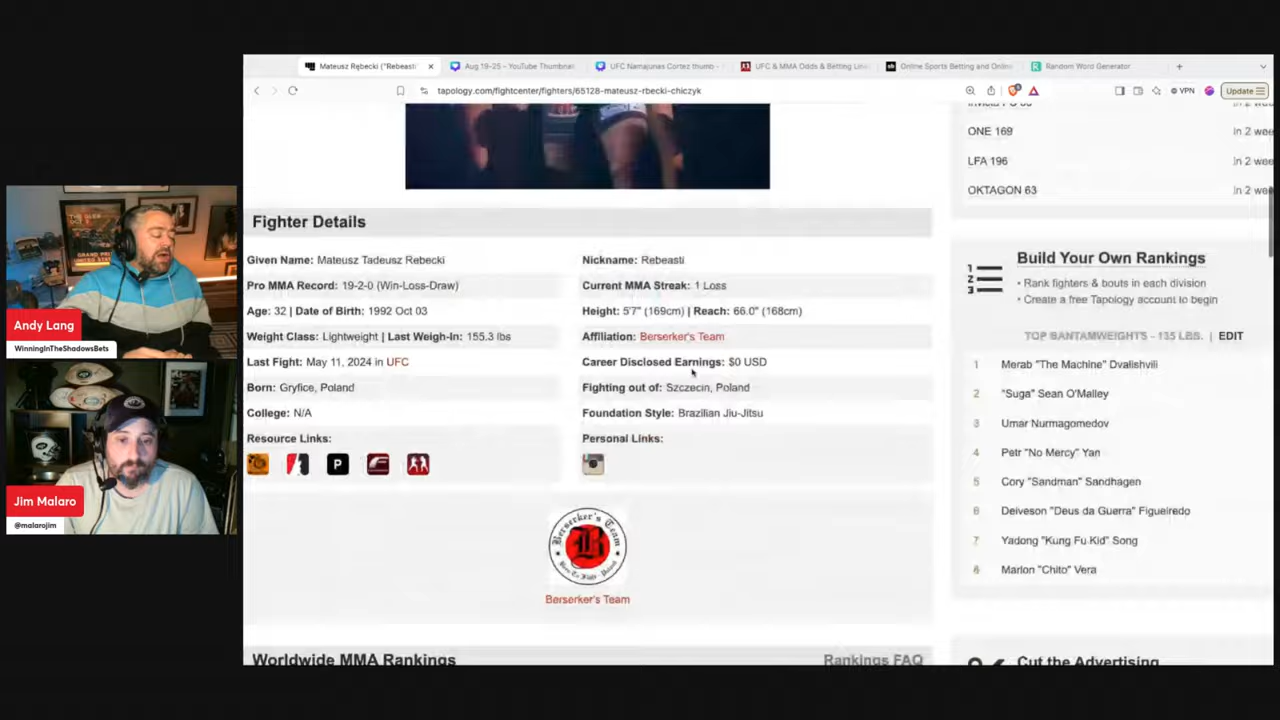 Mateusz Rębecki ("Rebeasti
Aug 19-25 - YouTube Thumbnail
UFC Namajunas Cortez thumb -
UFC & MMA Odds & Betting Lines
Online Sports Betting and Online
Random Word Generator
tapology.com/fightcenter/fighters/65128-mateusz-rbecki-chiczyk
VPN
Update
ONE 169
in 2 wee
LFA 196
in 2 wee
OKTAGON 63
in 2 wee
Fighter Details
Given Name: Mateusz Tadeusz Rebecki
Nickname: Rebeasti
Pro MMA Record: 19-2-0 (Win-Loss-Draw)
Current MMA Streak: 1 Loss
Age: 32 | Date of Birth: 1992 Oct 03
Height: 5'7" (169cm) | Reach: 66.0" (168cm)
Weight Class: Lightweight | Last Weigh-In: 155.3 lbs
Affiliation: Berserker's Team
Last Fight: May 11, 2024 in UFC
Career Disclosed Earnings: $0 USD
Born: Gryfice, Poland
Fighting out of: Szczecin, Poland
College: N/A
Foundation Style: Brazilian Jiu-Jitsu
Resource Links:
Personal Links:
P
Berserker's Team
B
Born To Fight - Poland
Berserker's Team
Worldwide MMA Rankings
Rankings FAQ
Build Your Own Rankings
• Rank fighters & bouts in each division
• Create a free Tapology account to begin
TOP BANTAMWEIGHTS - 135 LBS. | EDIT
1 Merab "The Machine" Dvalishvili
2 "Suga" Sean O'Malley
3 Umar Nurmagomedov
4 Petr "No Mercy" Yan
5 Cory "Sandman" Sandhagen
6 Deiveson "Deus da Guerra" Figueiredo
7 Yadong "Kung Fu Kid" Song
8 Marlon "Chito" Vera
Cut the Advertising
Andy Lang
WinningInTheShadowsBets
Jim Malaro
@malarojim